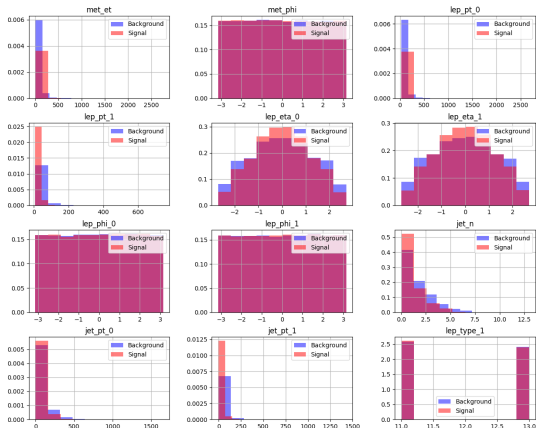 met_et
met_phi
lep_pt_0
0.006
0.004
0.002
0.000
0 500 1000 1500 2000 2500
Background
Signal
0.15
0.10
0.05
0.00
-3 -2 -1 0 1 2 3
Background
Signal
0.006
0.004
0.002
0.000
0 500 1000 1500 2000 2500
Background
Signal
lep_pt_1
lep_eta_0
lep_eta_1
0.025
0.020
0.015
0.010
0.005
0.000
0 200 400 600
Background
Signal
0.3
0.2
0.1
0.0
-2 -1 0 1 2
Background
Signal
0.3
0.2
0.1
0.0
-2 -1 0 1 2
Background
Signal
lep_phi_0
lep_phi_1
jet_n
0.15
0.10
0.05
0.00
-3 -2 -1 0 1 2 3
Background
Signal
0.15
0.10
0.05
0.00
-3 -2 -1 0 1 2 3
Background
Signal
0.4
0.2
0.0
0.0 2.5 5.0 7.5 10.0 12.5
Background
Signal
jet_pt_0
jet_pt_1
lep_type_1
0.005
0.004
0.003
0.002
0.001
0.000
0 500 1000 1500
Background
Signal
0.0125
0.0100
0.0075
0.0050
0.0025
0.0000
0 250 500 750 1000 1250 1500
Background
Signal
2.5
2.0
1.5
1.0
0.5
0.0
11.0 11.5 12.0 12.5 13.0
Background
Signal